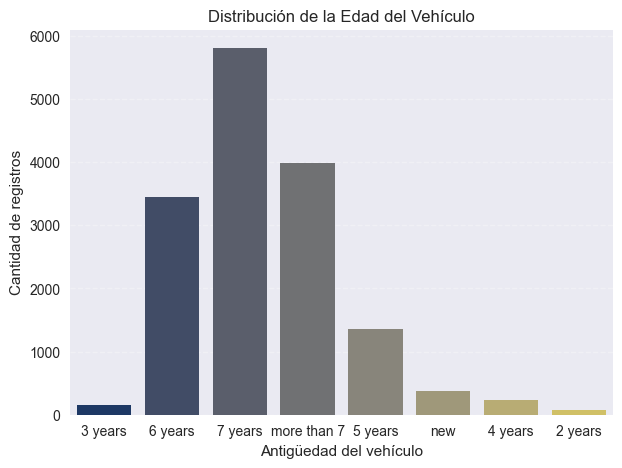 Distribución de la Edad del Vehículo
Cantidad de registros
6000
5000
4000
3000
2000
1000
0
3 years 6 years 7 years more than 7 5 years new 4 years 2 years
Antigüedad del vehículo